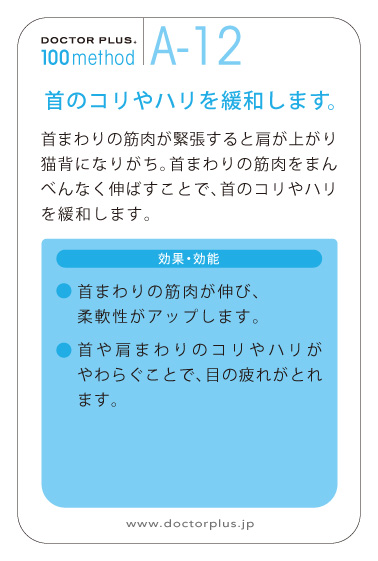 DOCTOR PLUS®
100method
A-12
首のコリやハリを緩和します。
首まわりの筋肉が緊張すると肩が上がり
猫背になりがち。首まわりの筋肉をまん
べんなく伸ばすことで、首のコリやハリ
を緩和します。
効果・効能
● 首まわりの筋肉が伸び、
柔軟性がアップします。
● 首や肩まわりのコリやハリが
やわらぐことで、目の疲れがとれ
ます。
www.doctorplus.jp